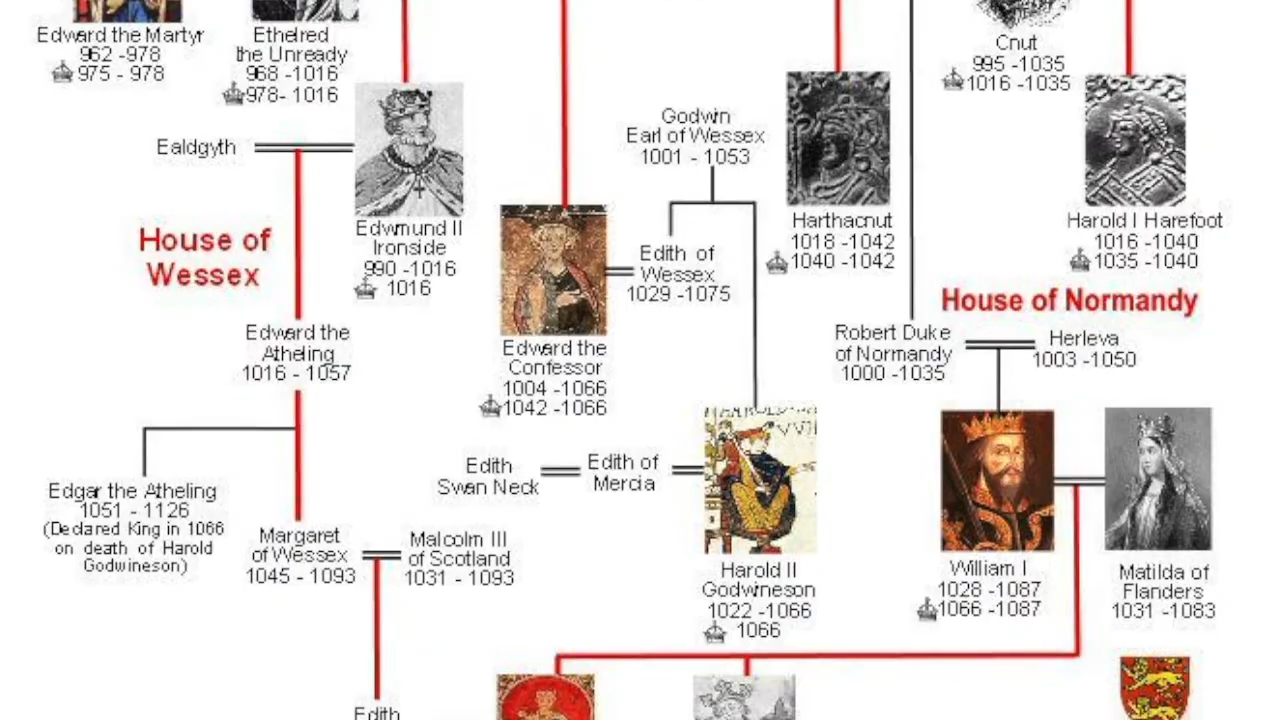 Edward the Martyr
962 -978
975 - 978
Ethelred
the Unready
968 -1016
978- 1016
Cnut
995 -1035
1016 -1035
Ealdgyth
Edwmund II
Ironside
990 -1016
1016
Godwin
Earl of Wessex
1001 - 1053
Harthacnut
1018 -1042
1040 -1042
Harold I Harefoot
1016 -1040
1035 -1040
House of
Wessex
Edith of
Wessex
1029 -1075
House of Normandy
Edward the
Atheling
1016 - 1057
Edward the
Confessor
1004 -1066
1042 -1066
Robert Duke
of Normandy
1000 -1035
Herleva
1003 -1050
Edith
Swan Neck
Edith of
Mercia
Edgar the Atheling
1051 - 1126
(Declared King in 1066
on death of Harold
Godwineson)
Margaret
of Wessex
1045 - 1093
Malcolm III
of Scotland
1031 - 1093
Harold II
Godwineson
1022 -1066
1066
William I
1028 -1087
1066 -1087
Matilda of
Flanders
1031 -1083
Edith